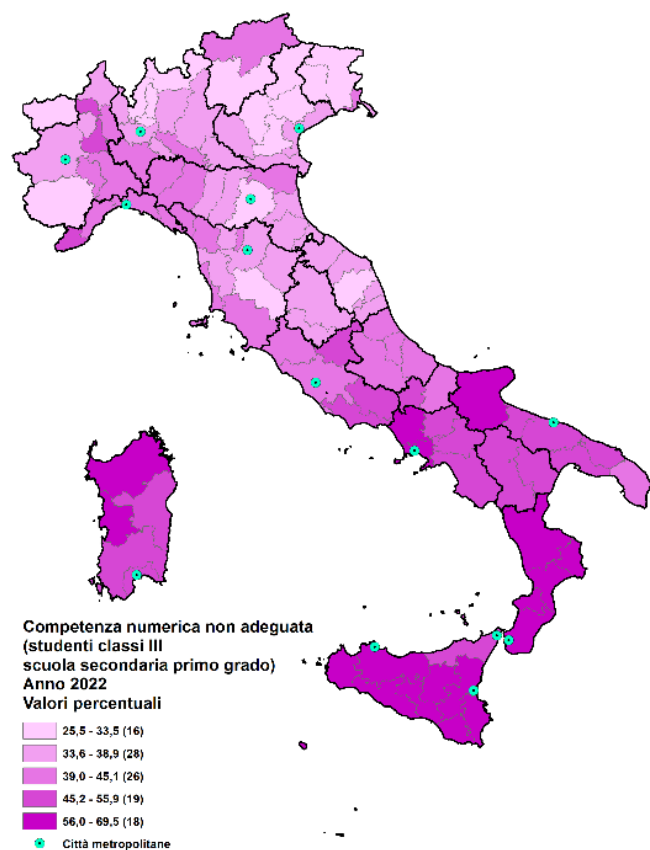 Competenza numerica non adeguata
(studenti classi III
scuola secondaria primo grado)
Anno 2022
Valori percentuali
25,5 - 33,5 (16)
33,6 - 38,9 (28)
39,0 - 45,1 (26)
45,2 - 55,9 (19)
56,0 - 69,5 (18)
Città metropolitane